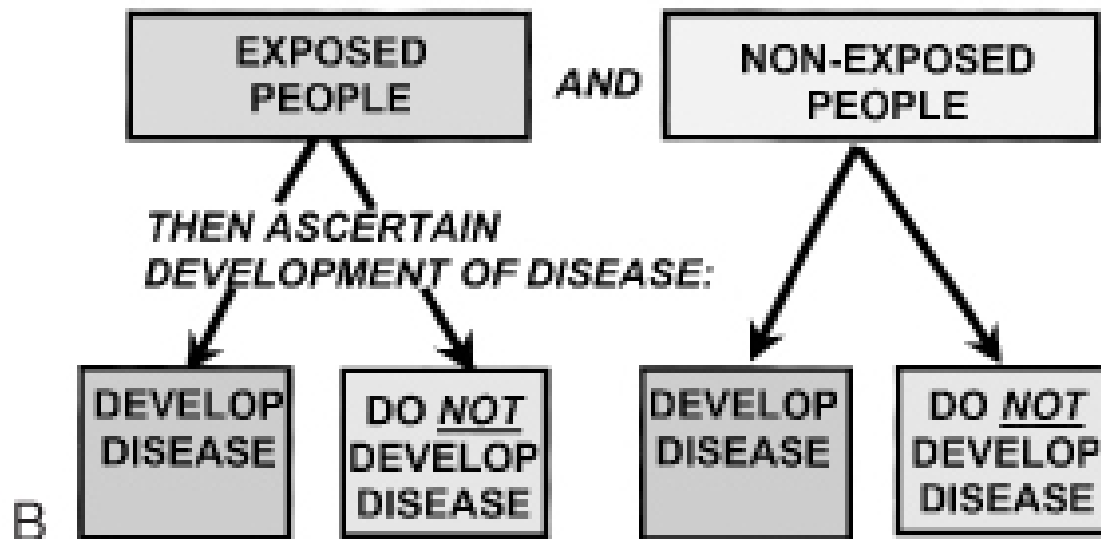 EXPOSED
PEOPLE
AND
NON-EXPOSED
PEOPLE
THEN ASCERTAIN
DEVELOPMENT OF DISEASE:
DEVELOP
DISEASE
DO NOT
DEVELOP
DISEASE
DEVELOP
DISEASE
DO NOT
DEVELOP
DISEASE
B